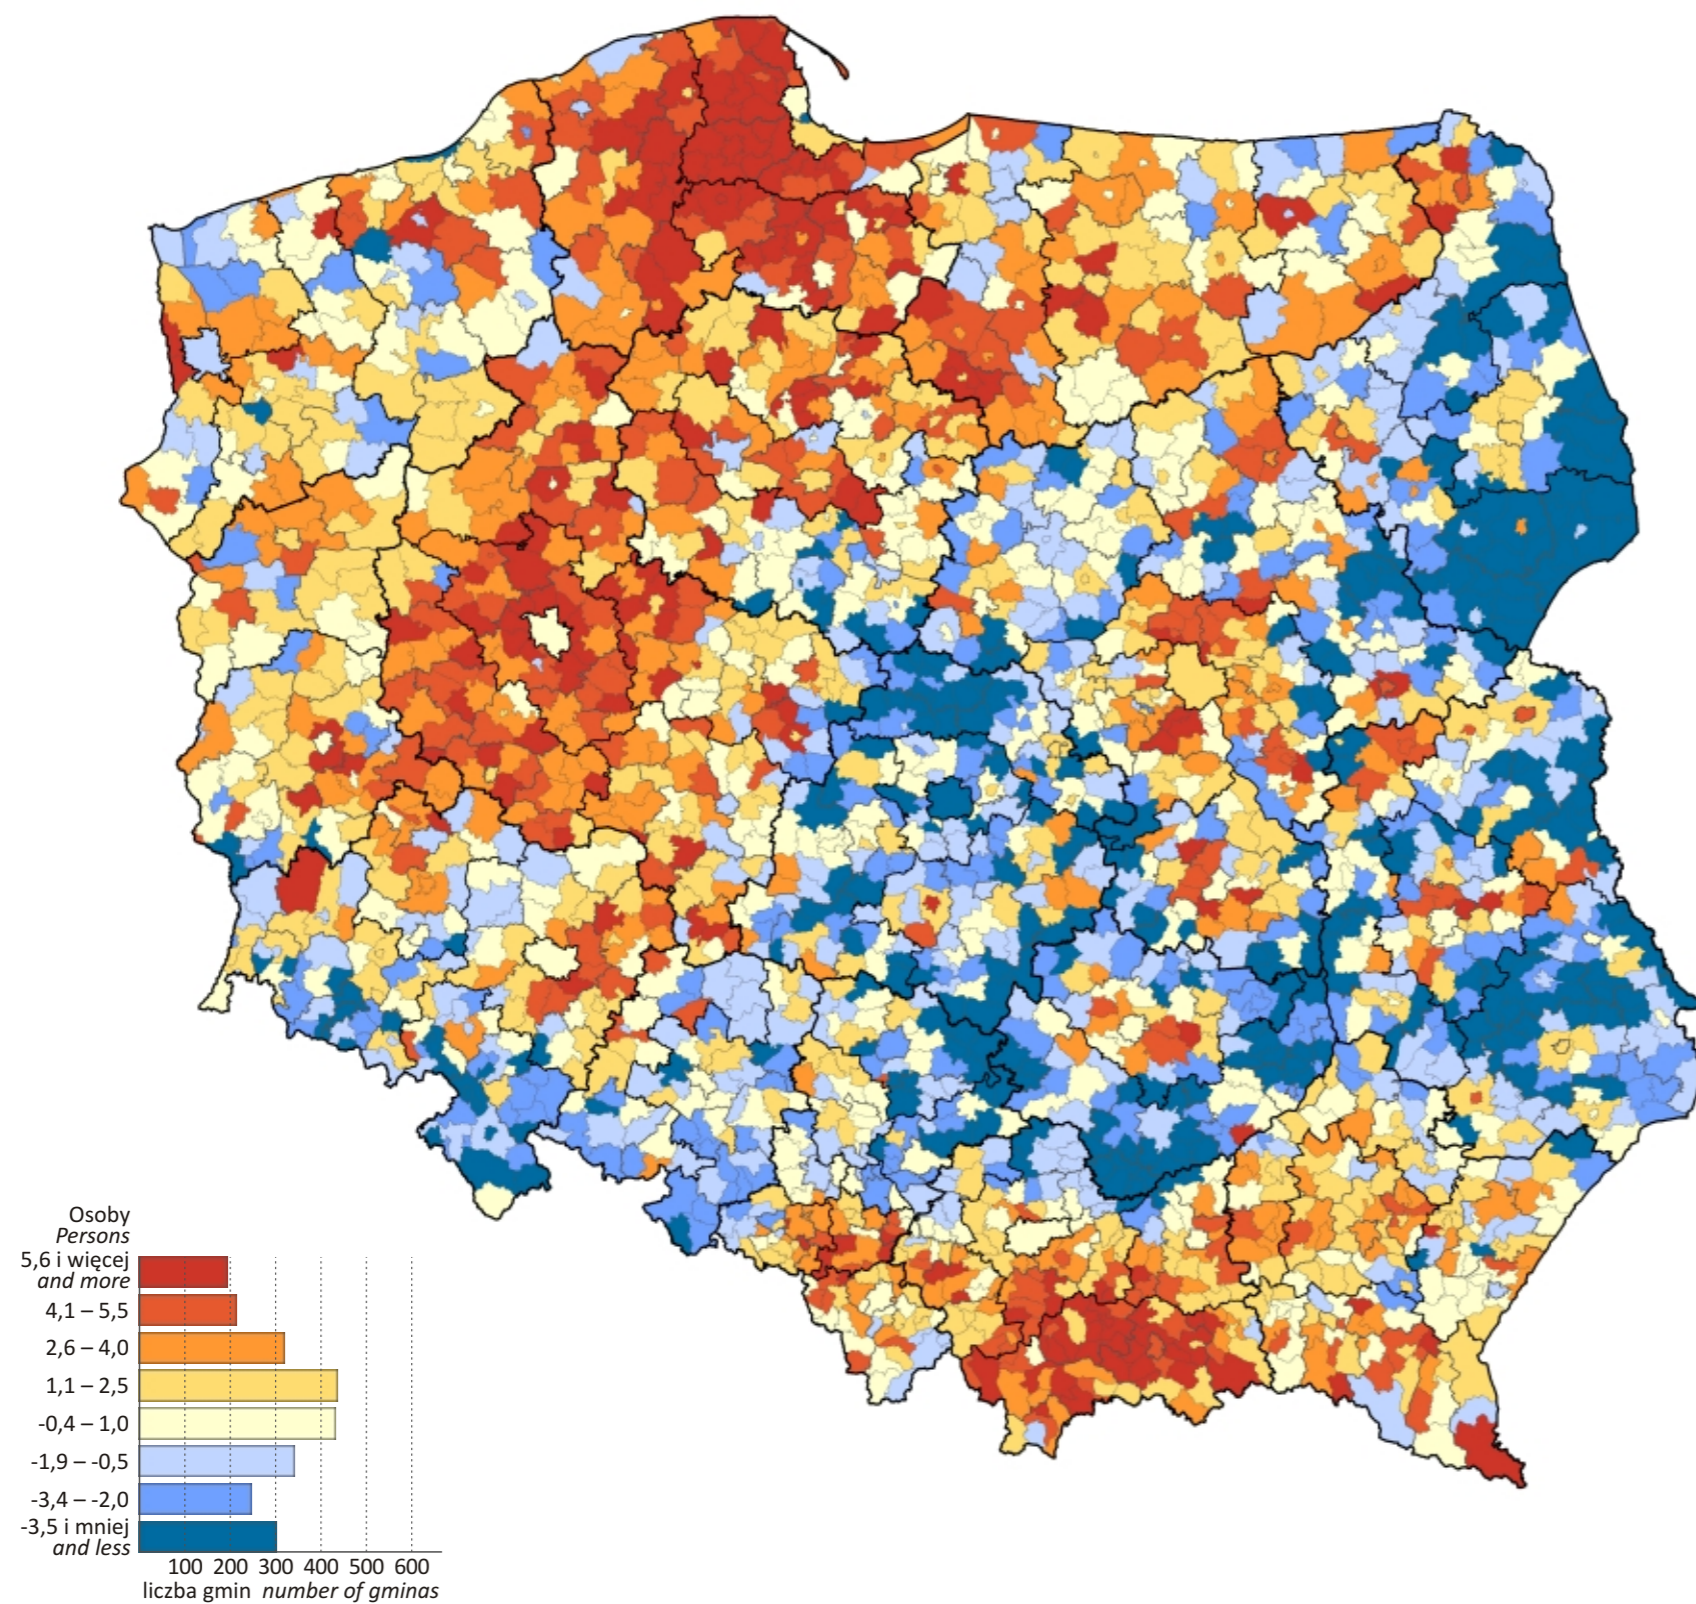 Osoby
Persons
5,6 i więcej
and more
4,1 – 5,5
2,6 – 4,0
1,1 – 2,5
-0,4 – 1,0
-1,9 – -0,5
-3,4 – -2,0
-3,5 i mniej
and less
100 200 300 400 500 600
liczba gmin number of gminas